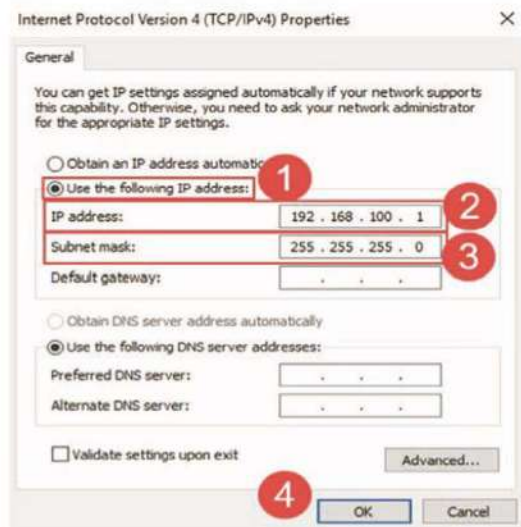 Internet Protocol Version 4 (TCP/IPv4) Properties
General
You can get IP settings assigned automatically if your network supports
this capability. Otherwise, you need to ask your network administrator
for the appropriate IP settings.
Obtain an IP address automatic
1
Use the following IP address:
IP address: 192 . 168 . 100 . 1
2
Subnet mask: 255 . 255 . 255 . 0
3
Default gateway: . . .
Obtain DNS server address automatically
Use the following DNS server addresses:
Preferred DNS server: . . .
Alternate DNS server: . . .
Validate settings upon exit
Advanced...
4
OK Cancel